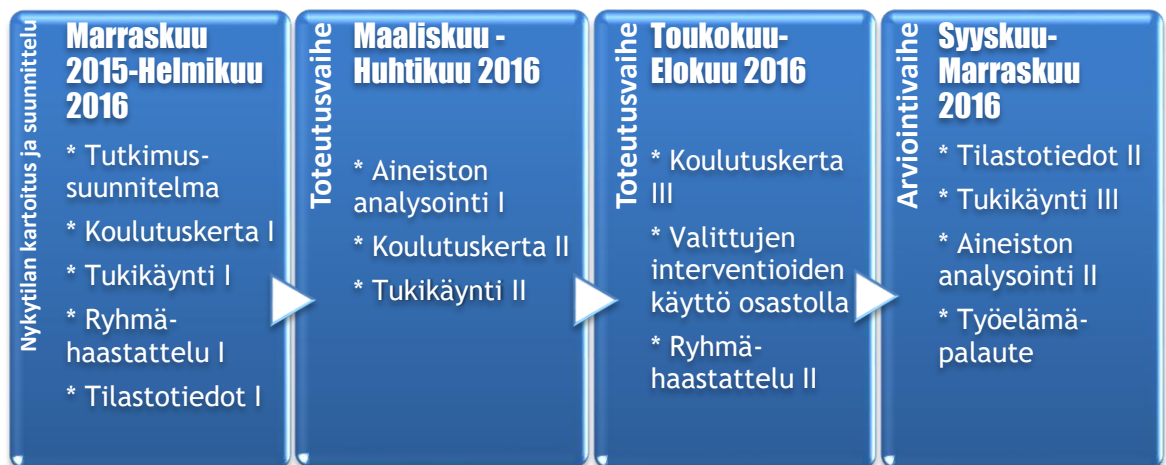 Nykytilan kartoitus ja suunnittelu
Marraskuu
2015-Helmikuu
2016
* Tutkimus-
suunnitelma
* Koulutuskerta I
* Tukikäynti I
* Ryhmä-
haastattelu I
* Tilastotiedot I
Toteutusvaihe
Maaliskuu -
Huhtikuu 2016
* Aineiston
analysointi I
* Koulutuskerta II
* Tukikäynti II
Toteutusvaihe
Toukokuu-
Elokuu 2016
* Koulutuskerta
III
* Valittujen
interventioiden
käyttö osastolla
* Ryhmä-
haastattelu II
Arviointivaihe
Syyskuu-
Marraskuu
2016
* Tilastotiedot II
* Tukikäynti III
* Aineiston
analysointi II
* Työelämä-
palaute